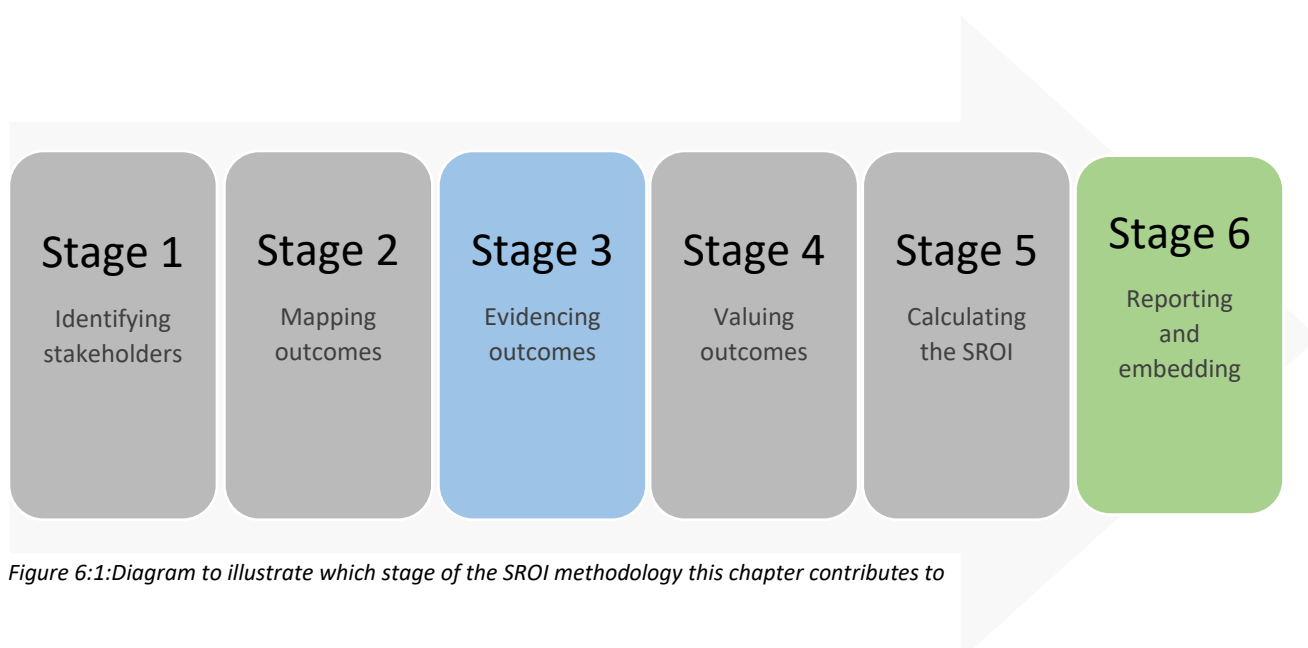 Stage 1
Identifying
stakeholders
Stage 2
Mapping
outcomes
Stage 3
Evidencing
outcomes
Stage 4
Valuing
outcomes
Stage 5
Calculating
the SROI
Stage 6
Reporting
and
embedding
Figure 6:1:Diagram to illustrate which stage of the SROI methodology this chapter contributes to